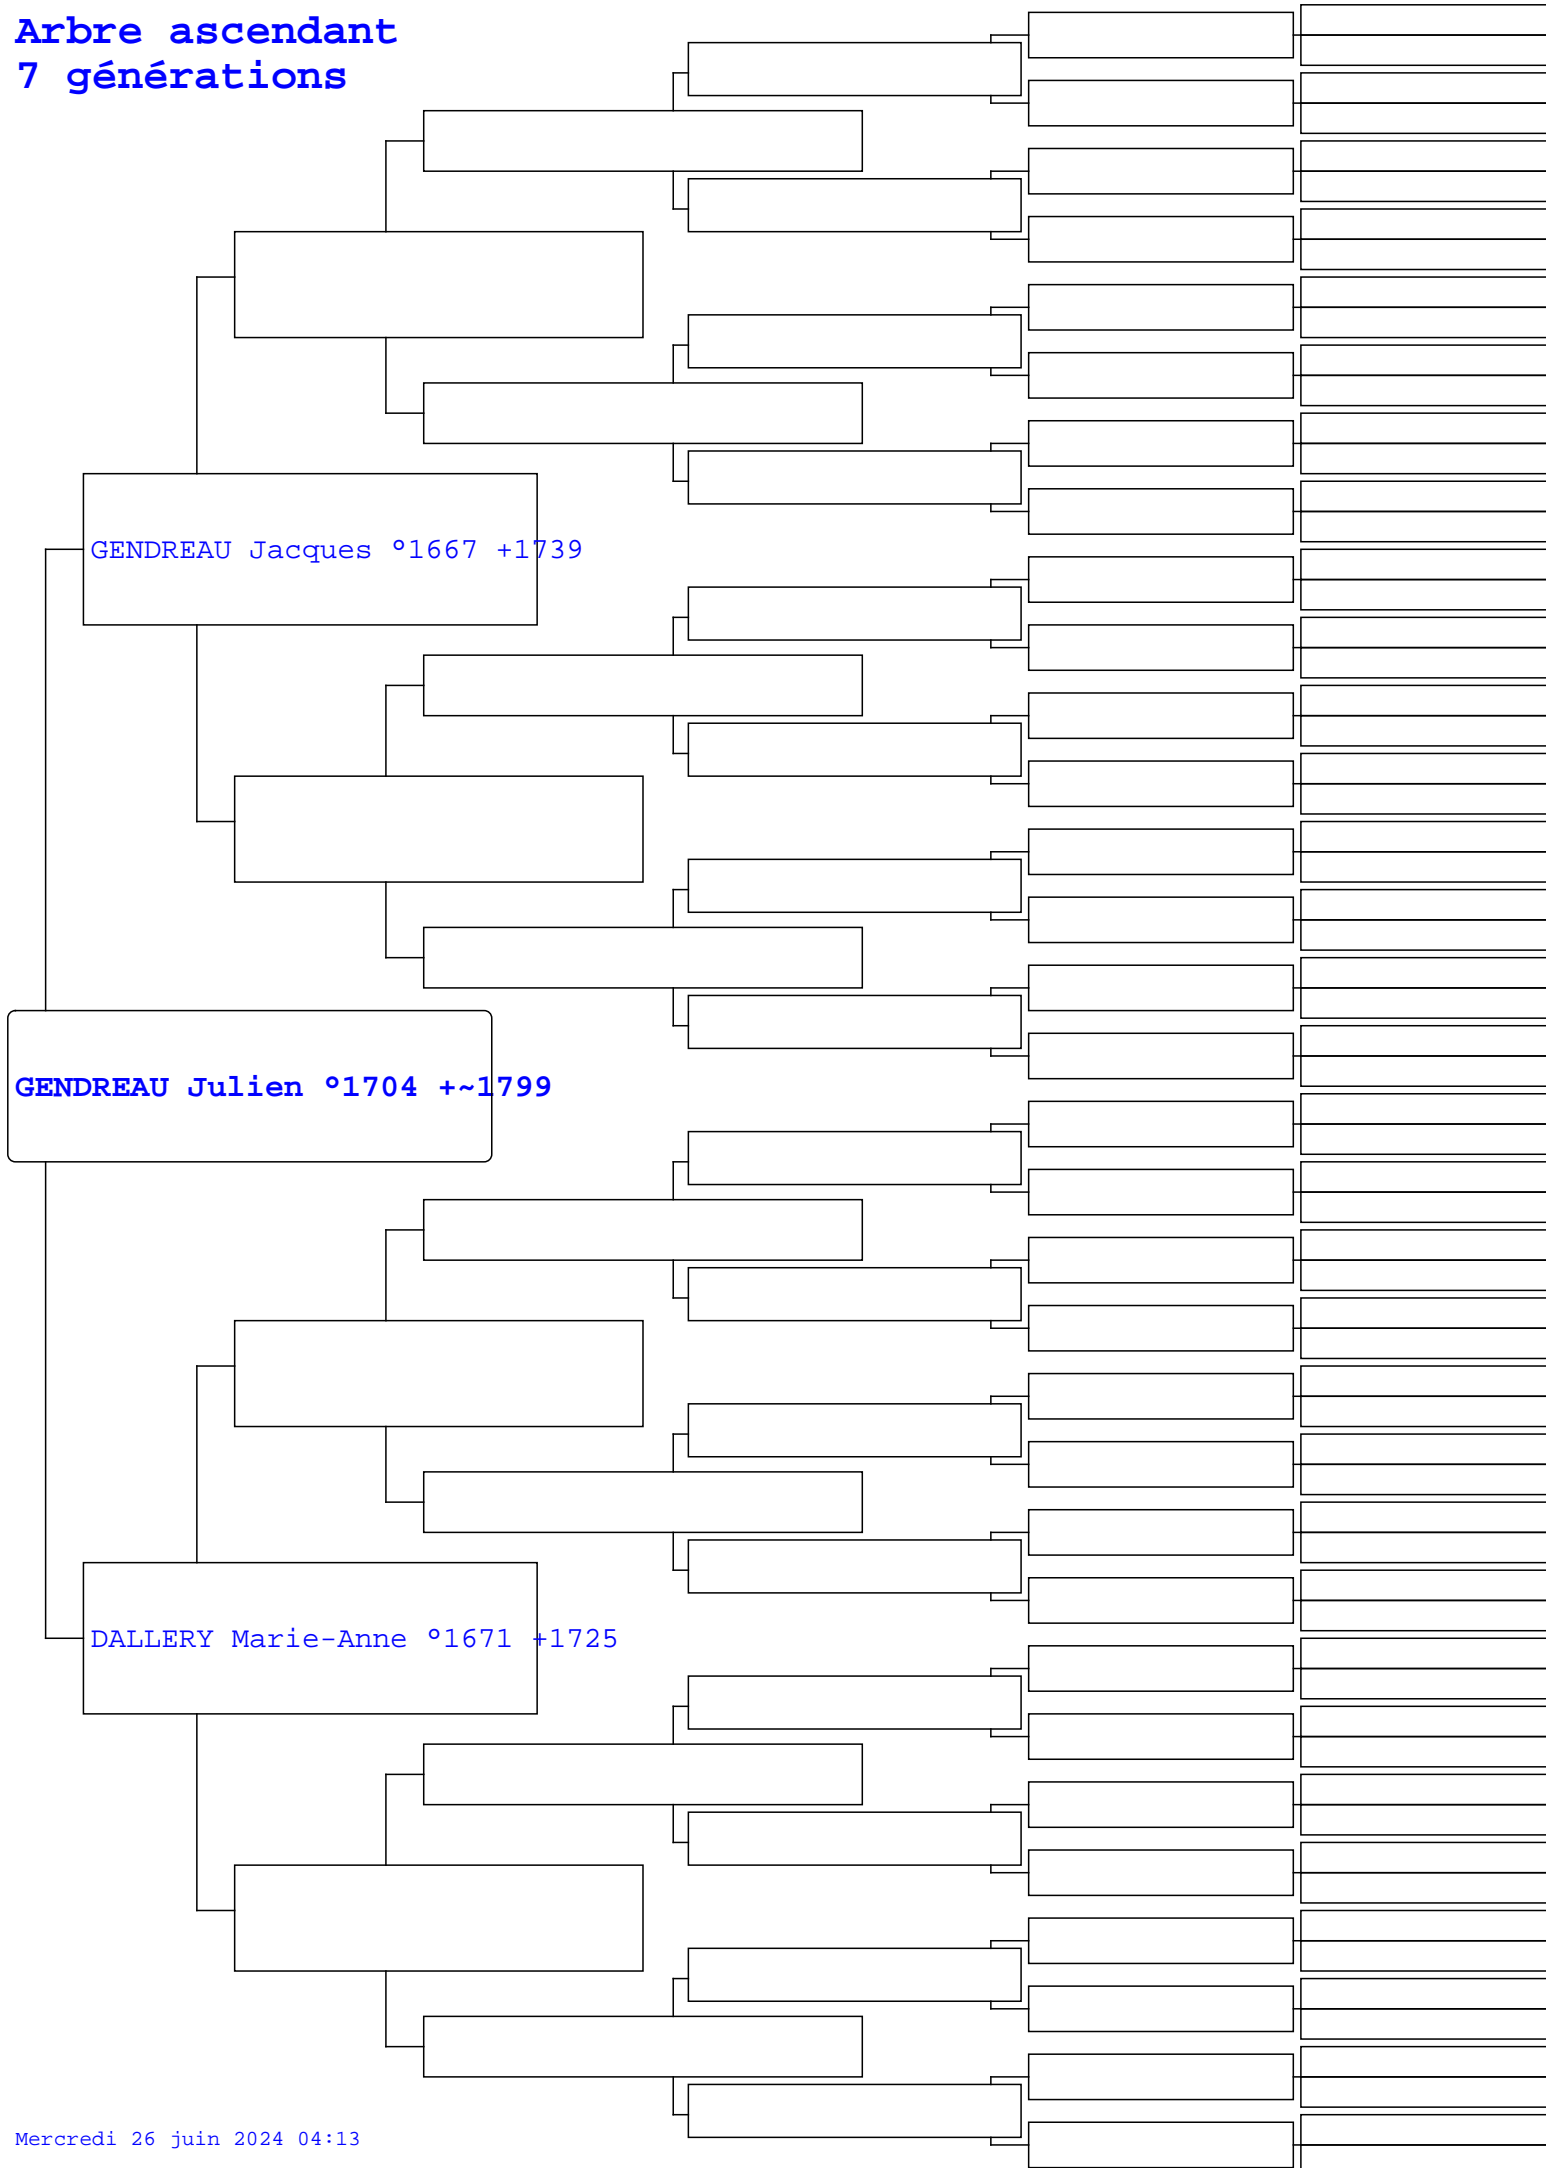 Arbre ascendant
7 générations
GENDREAU Jacques °1667 +1739
GENDREAU Julien °1704 +~1799
DALLERY Marie-Anne °1671 +1725
Mercredi 26 juin 2024 04:13